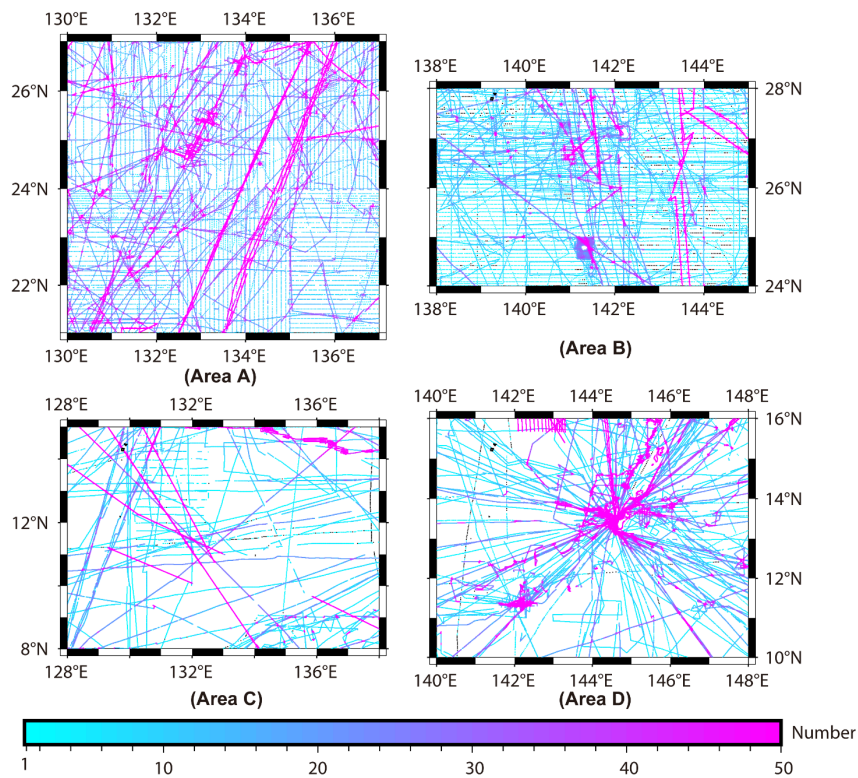 130°E 132°E 134°E 136°E
26°N
24°N
22°N
130°E 132°E 134°E 136°E
(Area A)
138°E 140°E 142°E 144°E
28°N
26°N
24°N
138°E 140°E 142°E 144°E
(Area B)
128°E 132°E 136°E
12°N
8°N
128°E 132°E 136°E
(Area C)
140°E 142°E 144°E 146°E 148°E
16°N
14°N
12°N
10°N
140°E 142°E 144°E 146°E 148°E
(Area D)
Number
1 10 20 30 40 50